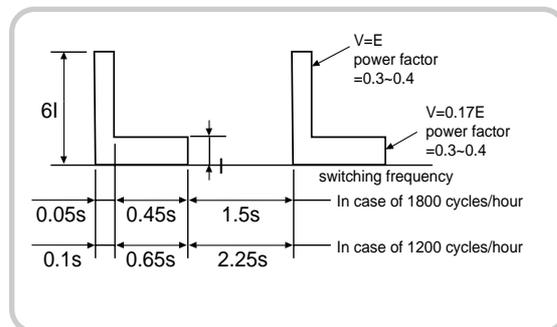 V=E
power factor
=0.3~0.4
6I
V=0.17E
power factor
=0.3~0.4
switching frequency
0.05s 0.45s 1.5s In case of 1800 cycles/hour
0.1s 0.65s 2.25s In case of 1200 cycles/hour